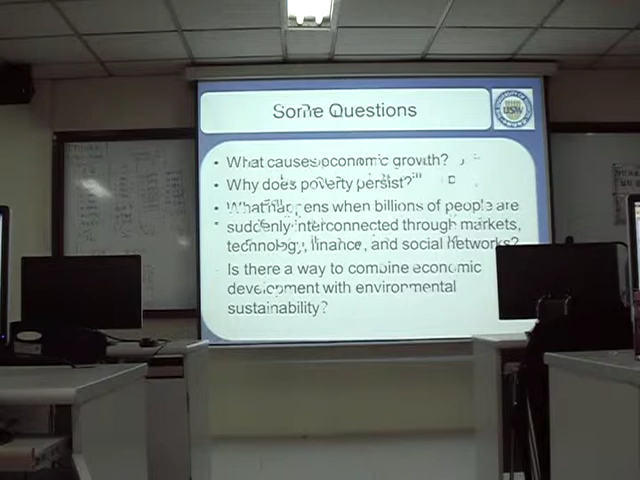 Some Questions
USW
• What causes economic growth?
• Why does poverty persist?
• What happens when billions of people are
suddenly interconnected through markets,
technology, finance, and social networks?
Is there a way to combine economic
development with environmental
sustainability?